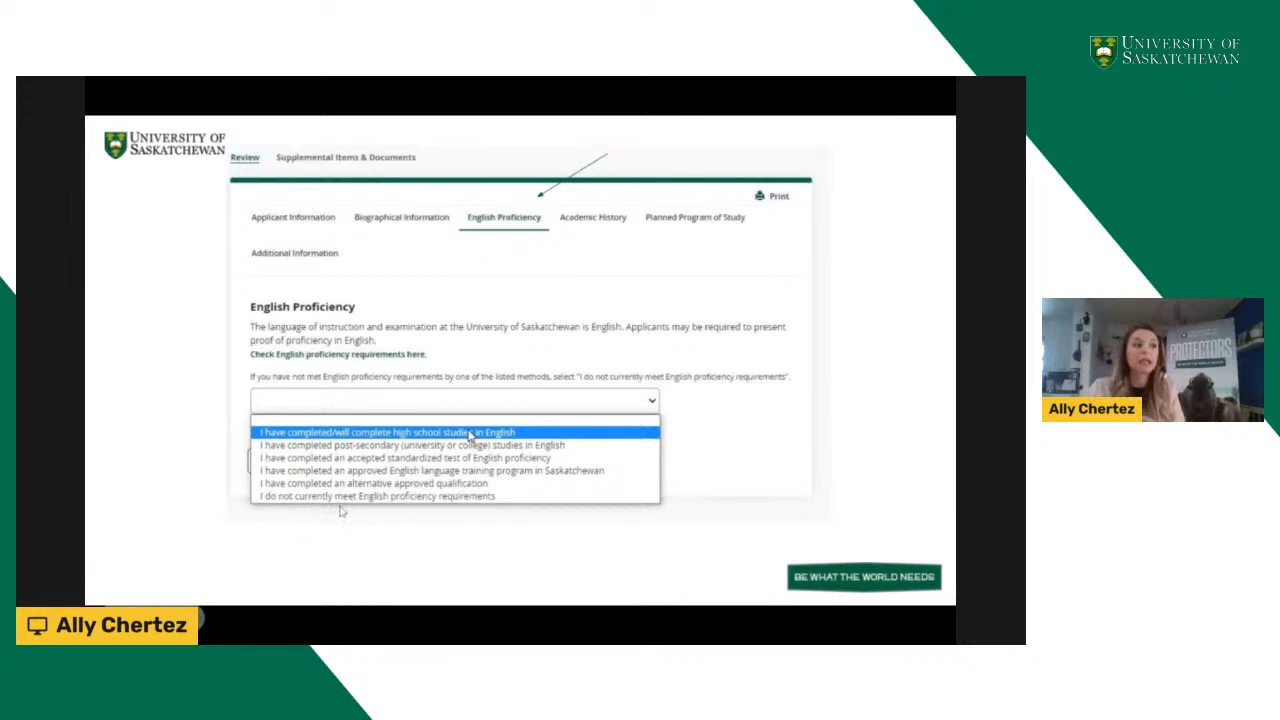 UNIVERSITY OF
SASKATCHEWAN
UNIVERSITY OF
SASKATCHEWAN
Review
Supplemental Items & Documents
Print
Applicant Information
Biographical Information
English Proficiency
Academic History
Planned Program of Study
Additional Information
English Proficiency
The language of instruction and examination at the University of Saskatchewan is English. Applicants may be required to present
proof of proficiency in English.
Check English proficiency requirements here.
If you have not met English proficiency requirements by one of the listed methods, select "I do not currently meet English proficiency requirements".
I have completed/will complete high school studies in English
I have completed post-secondary (university or college) studies in English
I have completed an accepted standardized test of English proficiency
I have completed an approved English language training program in Saskatchewan
I have completed an alternative approved qualification
I do not currently meet English proficiency requirements
BE WHAT THE WORLD NEEDS
Ally Chertez
PROTECTORS
Ally Chertez